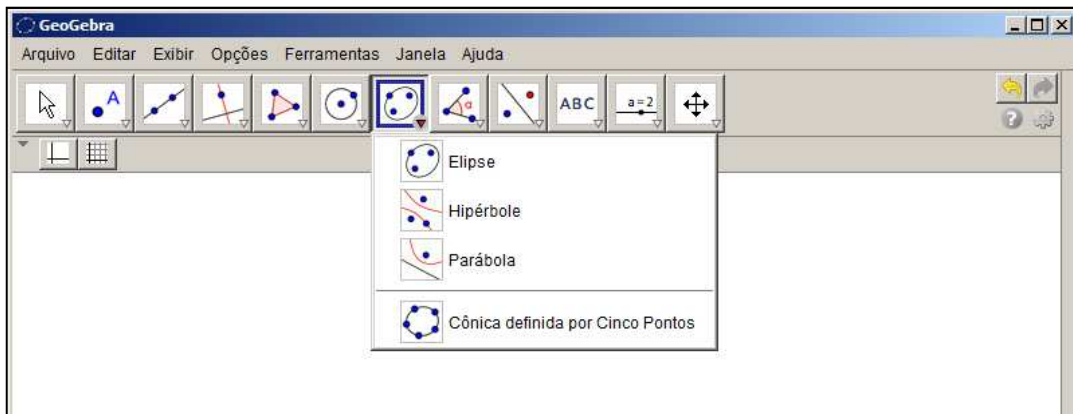 GeoGebra
Arquivo Editar Exibir Opções Ferramentas Janela Ajuda
A α ABC a=2
Elipse
Hipérbole
Parábola
Cônica definida por Cinco Pontos